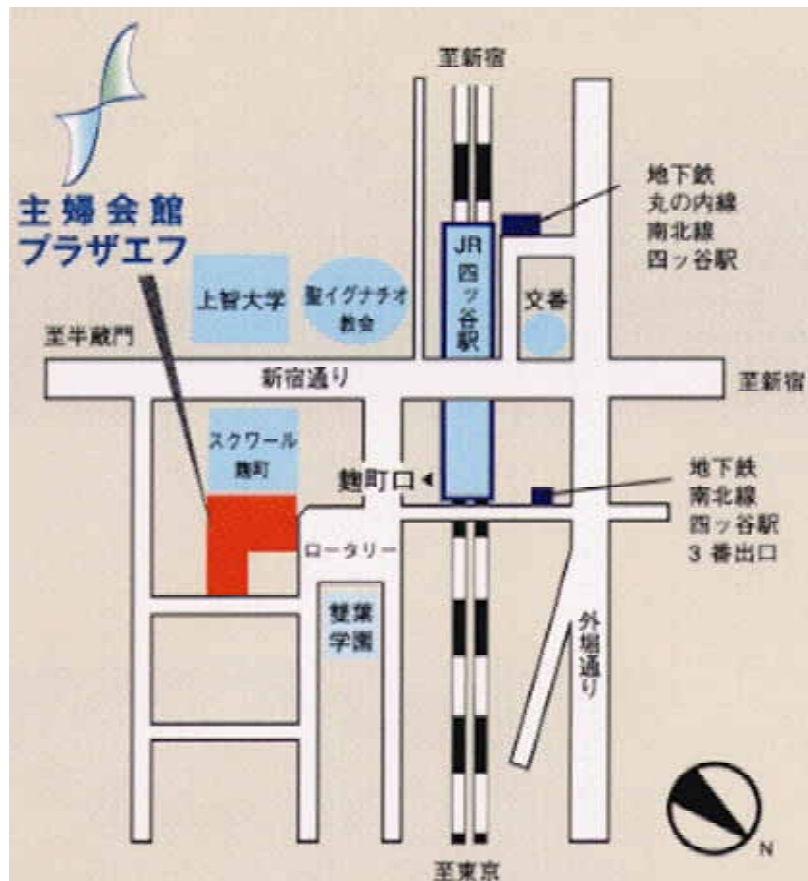 至新宿
主婦会館
プラザエフ
地下鉄
丸の内線
南北線
四ッ谷駅
JR四ッ谷駅
上智大学
聖イグナチオ
教会
交番
至半蔵門
新宿通り
至新宿
スクワール
麹町
麹町口
地下鉄
南北線
四ッ谷駅
3番出口
ロータリー
雙葉
学園
外堀通り
N
至東京